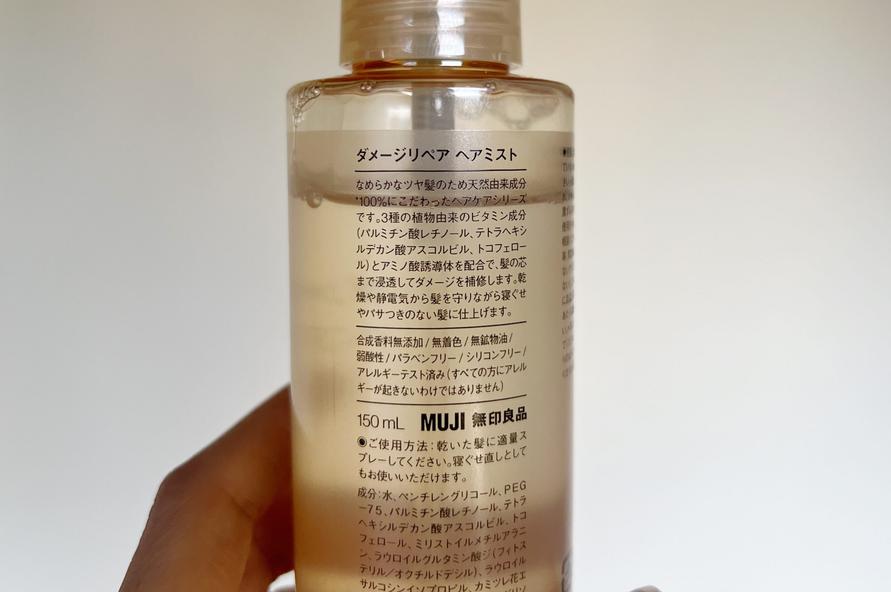 ダメージリペア ヘアミスト
なめらかなツヤ髪のため天然由来成分
*100%にこだわったヘアケアシリーズ
です。3種の植物由来のビタミン成分
(パルミチン酸レチノール、テトラヘキシ
ルデカン酸アスコルビル、トコフェロー
ル)とアミノ酸誘導体を配合で、髪の芯
まで浸透してダメージを補修します。乾
燥や静電気から髪を守りながら寝ぐせ
やパサつきのない髪に仕上げます。
合成香料無添加/無着色/無鉱物油/
弱酸性/パラベンフリー/シリコンフリー/
アレルギーテスト済み(すべての方にアレル
ギーが起きないわけではありません)
150mL MUJI 無印良品
◉ご使用方法:乾いた髪に適量ス
プレーしてください。寝ぐせ直しとして
もお使いいただけます。
成分:水、ペンチレングリコール、PEG
-75、パルミチン酸レチノール、テトラ
ヘキシルデカン酸アスコルビル、トコ
フェロール、ミリストイルメチルアラニ
ン、ラウロイルグルタミン酸ジ(フィトス
テリル/オクチルドデシル)、ラウロイル
サルコシンイソプロピル、カミツレ花エ